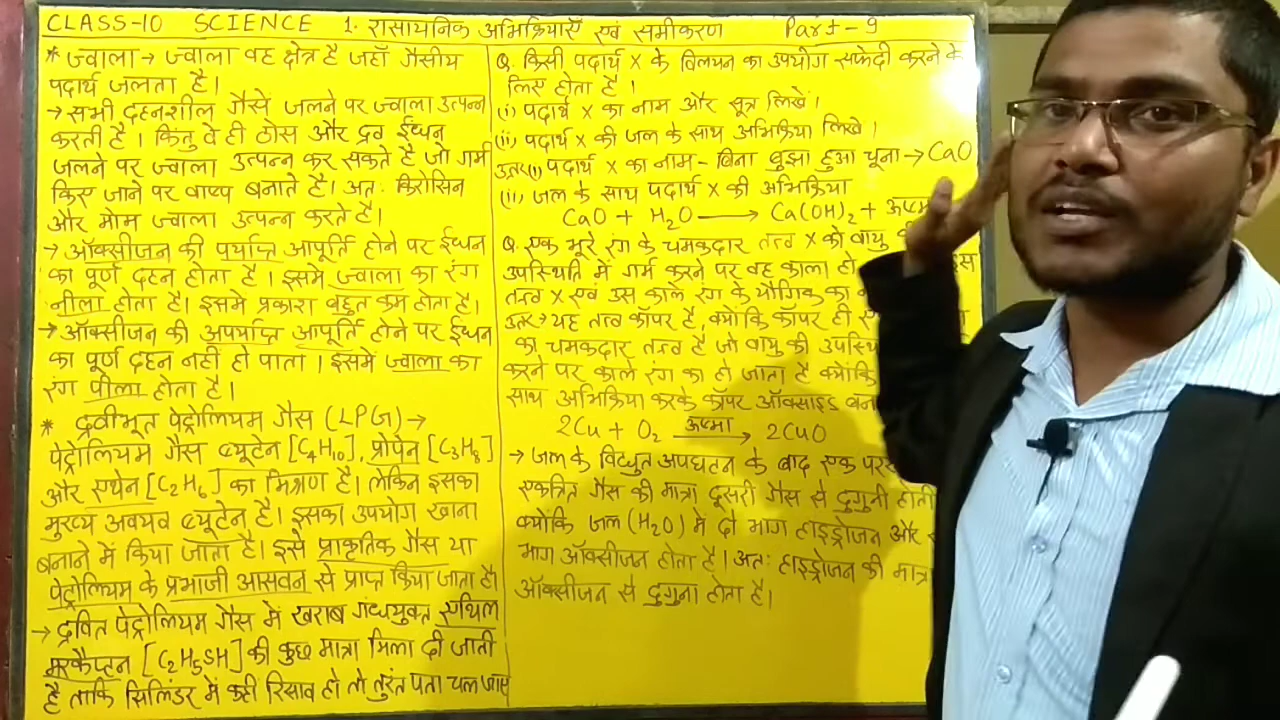 CLASS-10 SCIENCE 1. रासायनिक अभिक्रियाएँ एवं समीकरण Part-9
* ज्वाला → ज्वाला वह क्षेत्र है जहाँ गैसीय
पदार्थ जलता है।
→ सभी दहनशील गैसें जलने पर ज्वाला उत्पन्न
करती है। किंतु वे ही ठोस और द्रव ईंधन
जलने पर ज्वाला उत्पन्न कर सकते है जो गर्म
किए जाने पर वाष्प बनाते है। अतः किरोसिन
और मोम ज्वाला उत्पन्न करते है।
→ ऑक्सीजन की पर्याप्त आपूर्ति होने पर ईंधन
का पूर्ण दहन होता है। इसमें ज्वाला का रंग
नीला होता है। इसमें प्रकाश बहुत कम होता है।
→ ऑक्सीजन की अपर्याप्त आपूर्ति होने पर ईंधन
का पूर्ण दहन नहीं हो पाता। इसमें ज्वाला का
रंग पीला होता है।
* द्रवीभूत पेट्रोलियम गैस (LPG) →
पेट्रोलियम गैस ब्यूटेन [C₄H₁₀], प्रोपेन [C₃H₈]
और एथेन [C₂H₆] का मिश्रण है। लेकिन इसका
मुख्य अवयव ब्यूटेन है। इसका उपयोग खाना
बनाने में किया जाता है। इसे प्राकृतिक गैस या
पेट्रोलियम के प्रभाजी आसवन से प्राप्त किया जाता है।
→ द्रवित पेट्रोलियम गैस में खराब गंधयुक्त एथिल
मरकैप्टन [C₂H₅SH] की कुछ मात्रा मिला दी जाती
है ताकि सिलिंडर में कही रिसाव हो तो तुरंत पता चल जाए
Q. किसी पदार्थ X के विलयन का उपयोग सफेदी करने के
लिए होता है।
(i) पदार्थ X का नाम और सूत्र लिखें।
(ii) पदार्थ X की जल के साथ अभिक्रिया लिखे।
उत्तर(i) पदार्थ X का नाम - बिना बुझा हुआ चूना → CaO
(ii) जल के साथ पदार्थ X की अभिक्रिया
CaO + H₂O ⟶ Ca(OH)₂ + ऊष्मा
Q. एक भूरे रंग के चमकदार तत्त्व X को वायु
उपस्थिति में गर्म करने पर वह काला हो इस
तत्त्व X एवं उस काले रंग के यौगिक का
उत्तर → यह तत्त्व कॉपर है, क्योंकि कॉपर ही
का चमकदार तत्त्व है जो वायु की
करने पर काले रंग का हो जाता है क्योंकि
साथ अभिक्रिया करके कॉपर ऑक्साइड
2Cu + O₂ ⟶ ऊष्मा 2CuO
→ जल के विद्युत अपघटन के बाद एक
एकत्रित गैस की मात्रा दूसरी गैस से दुगुनी होती
क्योंकि जल (H₂O) में दो भाग हाइड्रोजन और
भाग ऑक्सीजन होता है। अतः हाइड्रोजन की मात्रा
ऑक्सीजन से दुगुना होता है।